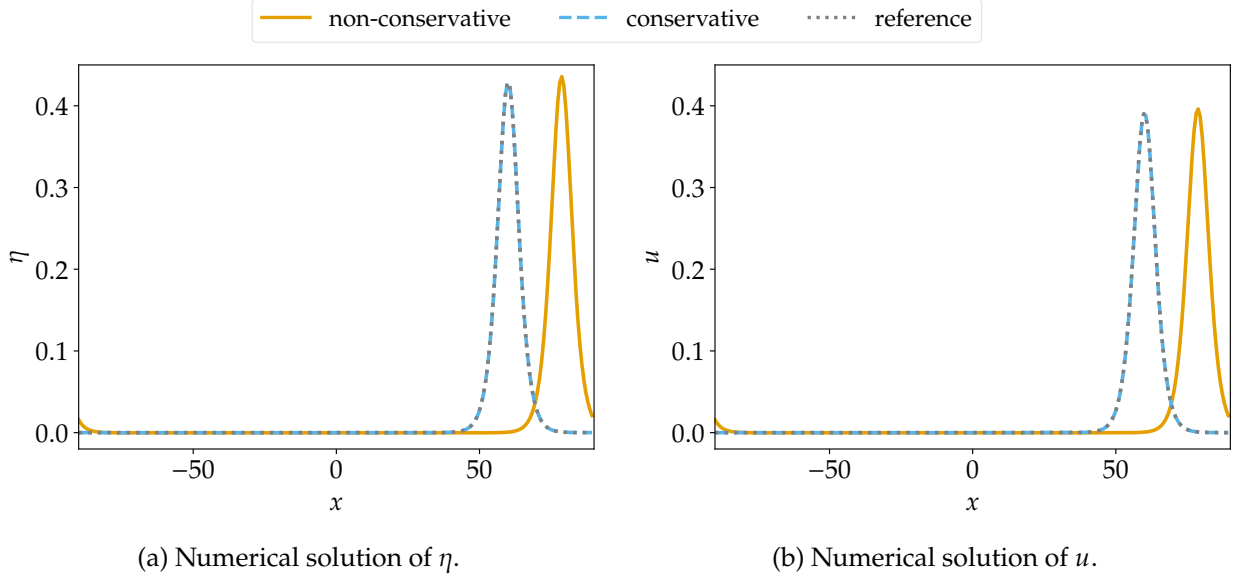 non-conservative conservative reference
0.4
0.3
0.2
0.1
0.0
η
−50 0 50
x
(a) Numerical solution of η.
0.4
0.3
0.2
0.1
0.0
u
−50 0 50
x
(b) Numerical solution of u.